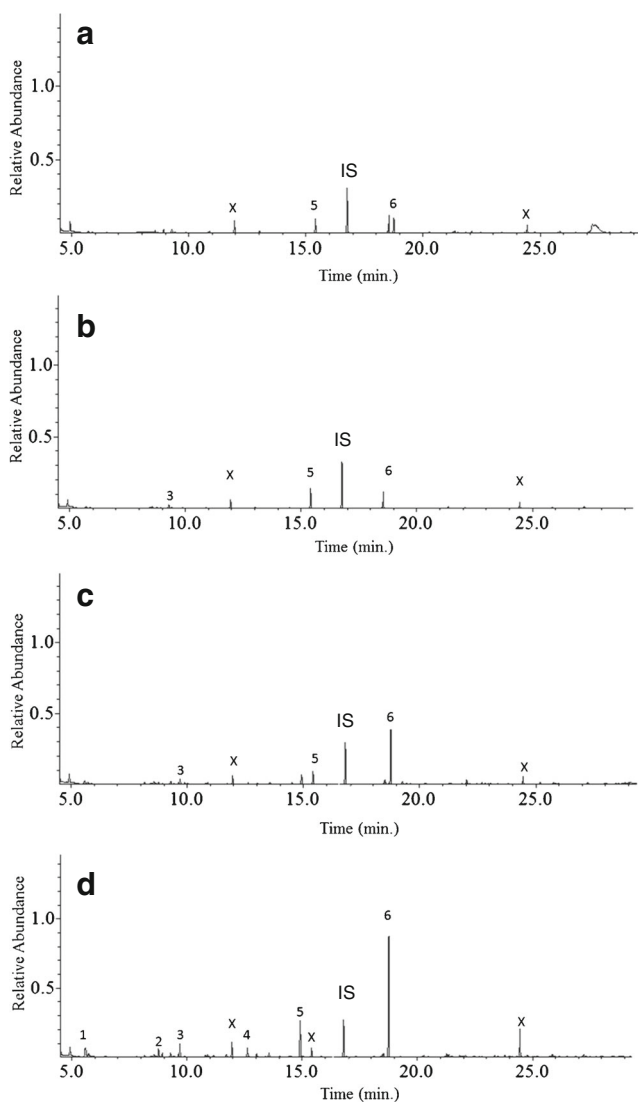 a
Relative Abundance
1.0
0.5
X 5 IS 6 X
5.0 10.0 15.0 20.0 25.0
Time (min.)
b
Relative Abundance
1.0
0.5
3 X 5 IS 6 X
5.0 10.0 15.0 20.0 25.0
Time (min.)
c
Relative Abundance
1.0
0.5
3 X 5 IS 6 X
5.0 10.0 15.0 20.0 25.0
Time (min.)
d
Relative Abundance
1.0
0.5
1 2 3 X 4 5 X IS 6 X
5.0 10.0 15.0 20.0 25.0
Time (min.)